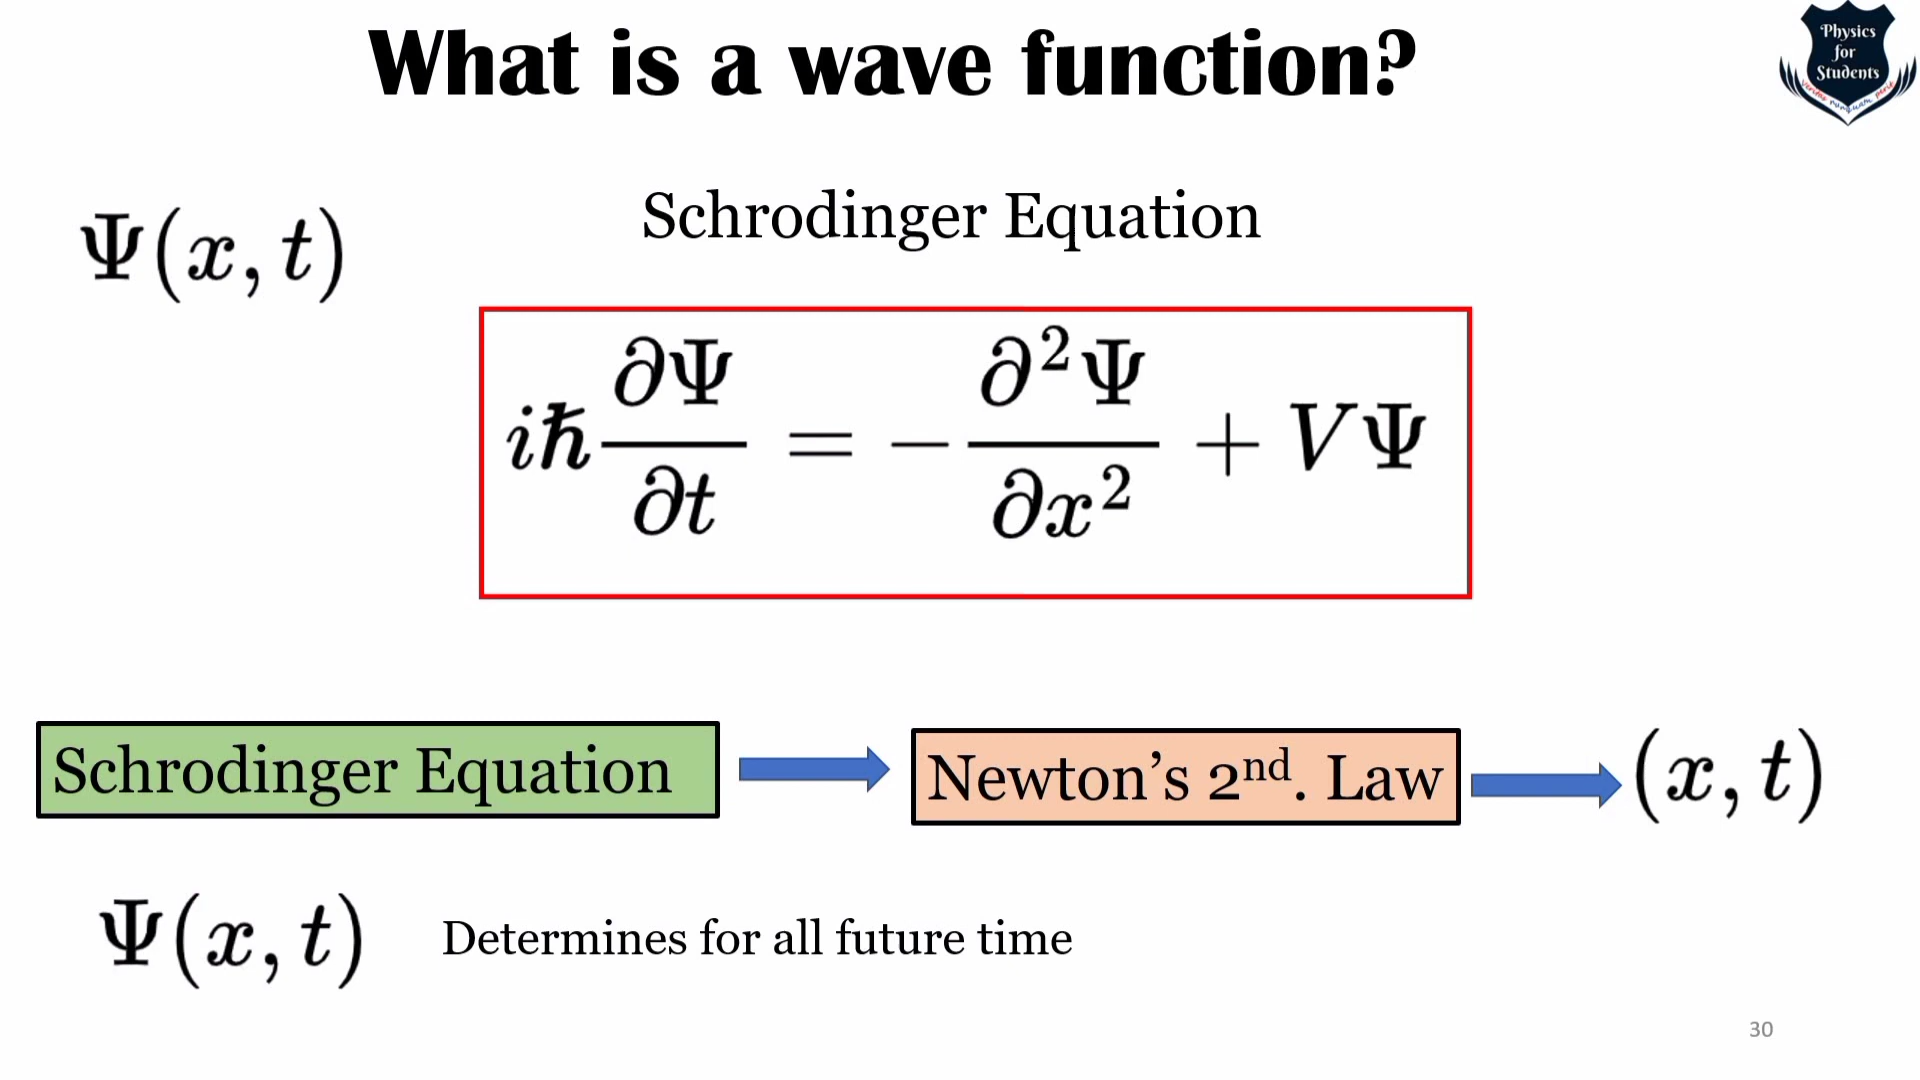 What is a wave function?
Physics
for
Students
Ψ(x, t)
Schrodinger Equation
iℏ ∂Ψ/∂t = − ∂²Ψ/∂x² + VΨ
Schrodinger Equation
Newton’s 2nd. Law
(x, t)
Ψ(x, t)
Determines for all future time
30